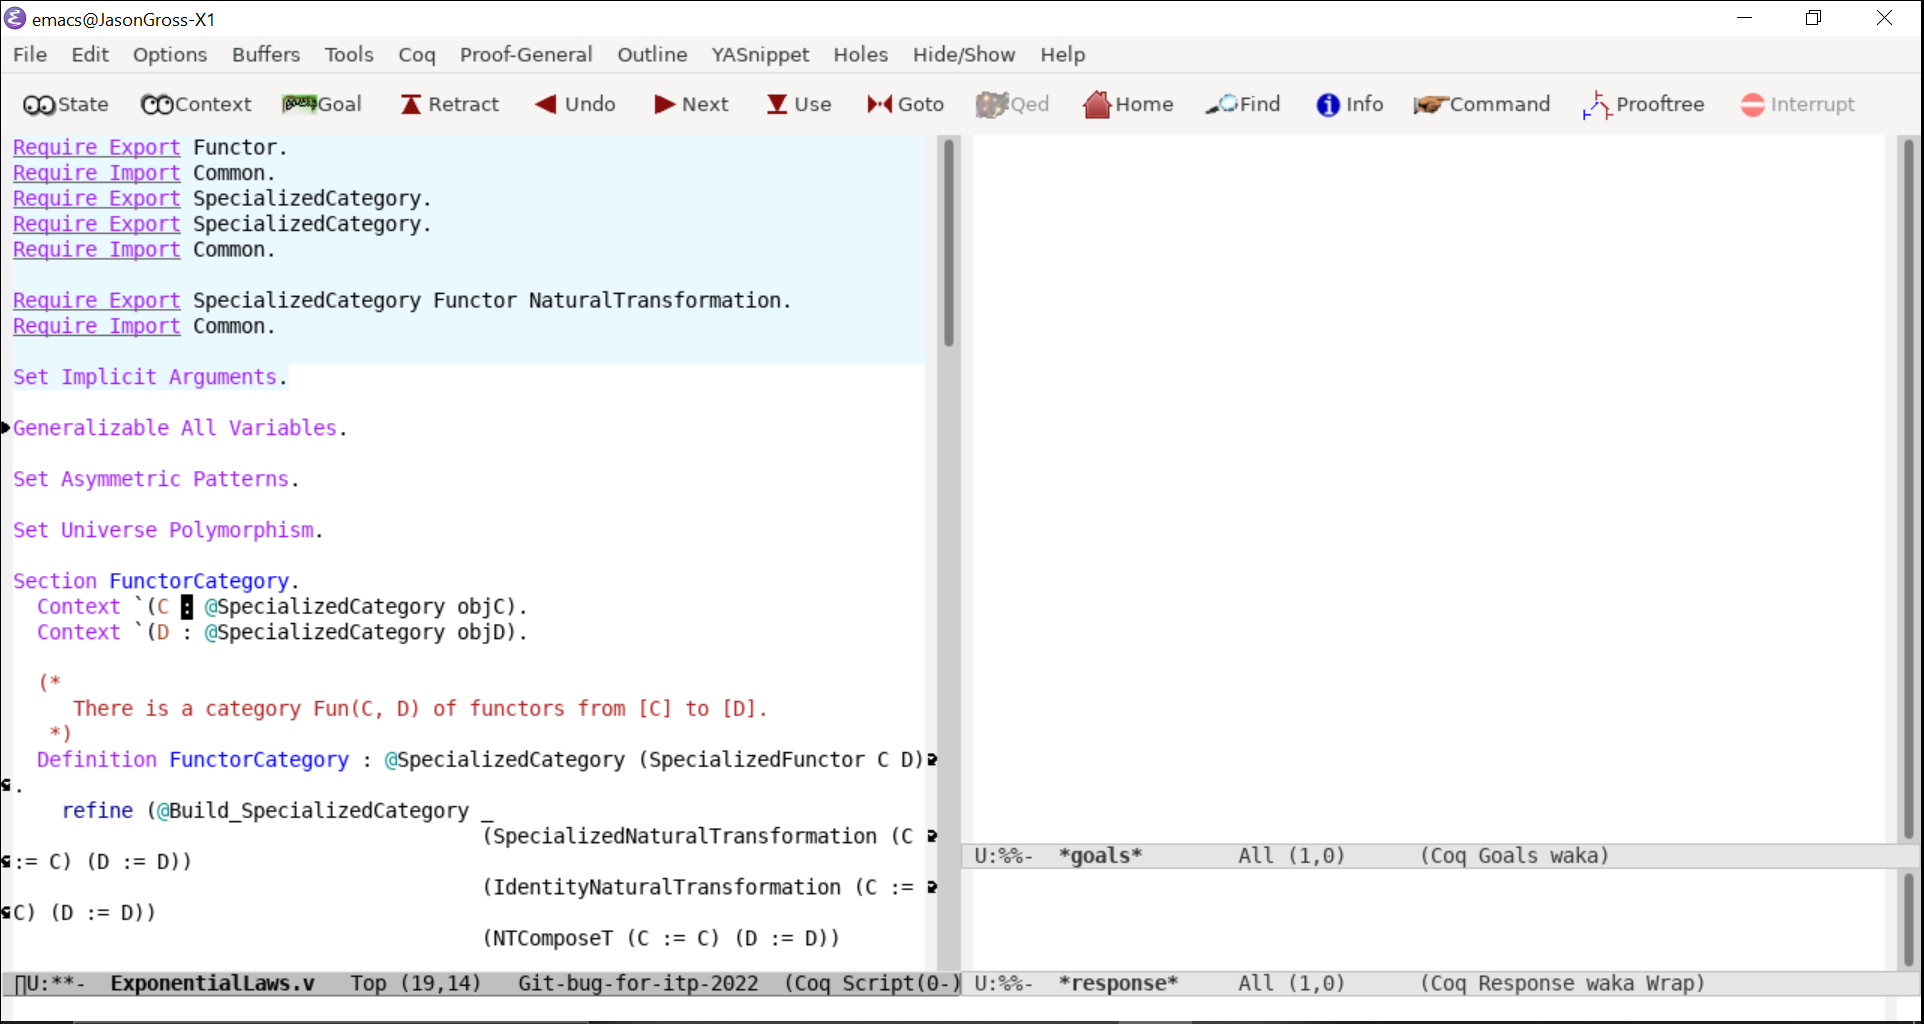 emacs@JasonGross-X1
File Edit Options Buffers Tools Coq Proof-General Outline YASnippet Holes Hide/Show Help
State Context Goal Retract Undo Next Use Goto Qed Home Find Info Command Prooftree Interrupt
Require Export Functor.
Require Import Common.
Require Export SpecializedCategory.
Require Export SpecializedCategory.
Require Import Common.
Require Export SpecializedCategory Functor NaturalTransformation.
Require Import Common.
Set Implicit Arguments.
Generalizable All Variables.
Set Asymmetric Patterns.
Set Universe Polymorphism.
Section FunctorCategory.
Context `(C : @SpecializedCategory objC).
Context `(D : @SpecializedCategory objD).
(*
There is a category Fun(C, D) of functors from [C] to [D].
*)
Definition FunctorCategory : @SpecializedCategory (SpecializedFunctor C D)
.
refine (@Build_SpecializedCategory _
(SpecializedNaturalTransformation (C
:= C) (D := D))
(IdentityNaturalTransformation (C :=
C) (D := D))
(NTComposeT (C := C) (D := D))
U:**- ExponentialLaws.v Top (19,14) Git-bug-for-itp-2022 (Coq Script(0-)
U:%%- *goals* All (1,0) (Coq Goals waka)
U:%%- *response* All (1,0) (Coq Response waka Wrap)